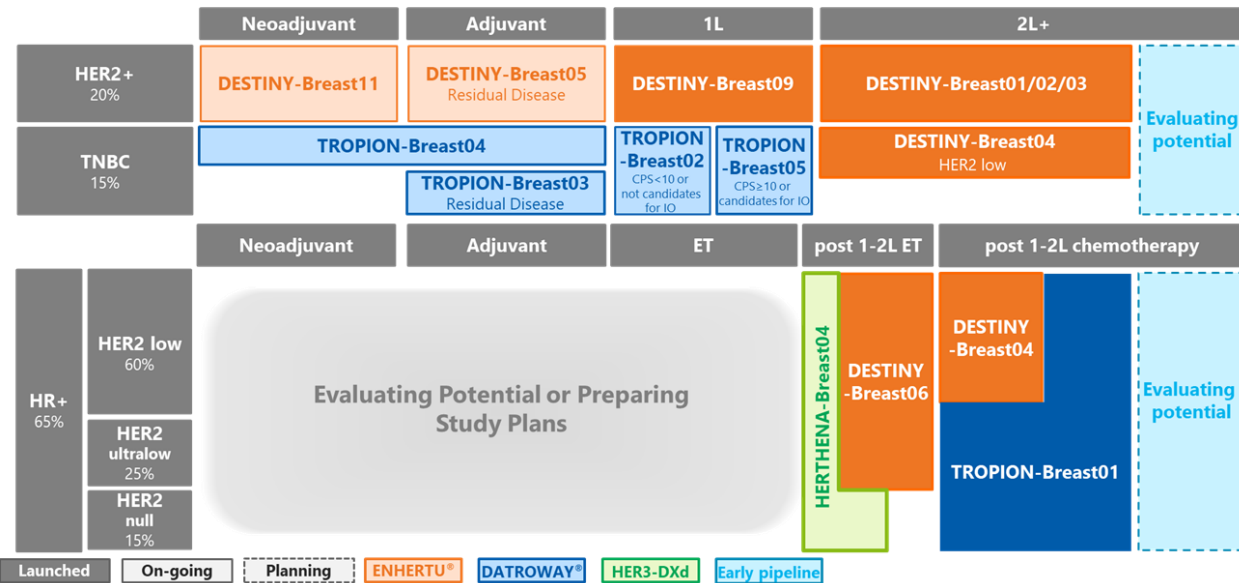 Neoadjuvant
Adjuvant
1L
2L+
HER2+
20%
DESTINY-Breast11
DESTINY-Breast05
Residual Disease
DESTINY-Breast09
DESTINY-Breast01/02/03
Evaluating
potential
TNBC
15%
TROPION-Breast04
TROPION-Breast03
Residual Disease
TROPION
-Breast02
CPS<10 or
not candidates
for IO
TROPION
-Breast05
CPS≥10 or
candidates for IO
DESTINY-Breast04
HER2 low
Neoadjuvant
Adjuvant
ET
post 1-2L ET
post 1-2L chemotherapy
HR+
65%
HER2 low
60%
HER2
ultralow
25%
HER2
null
15%
Evaluating Potential or Preparing
Study Plans
HERTHENA-Breast04
DESTINY
-Breast06
DESTINY
-Breast04
TROPION-Breast01
Evaluating
potential
Launched
On-going
Planning
ENHERTU®
DATROWAY®
HER3-DXd
Early pipeline